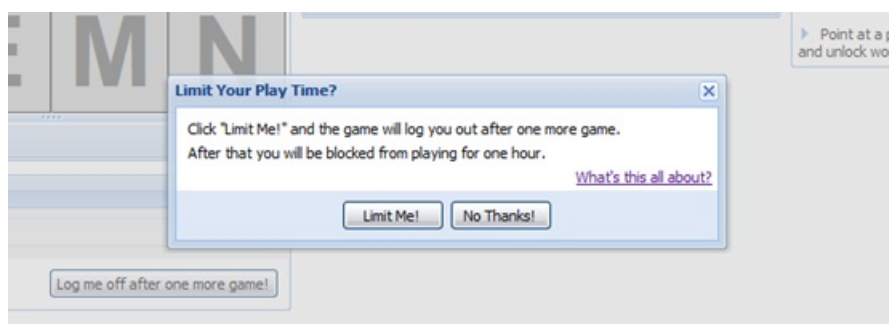 E M N
Point at a
and unlock
Limit Your Play Time?
Click "Limit Me!" and the game will log you out after one more game.
After that you will be blocked from playing for one hour.
What's this all about?
Limit Me! No Thanks!
Log me off after one more game!